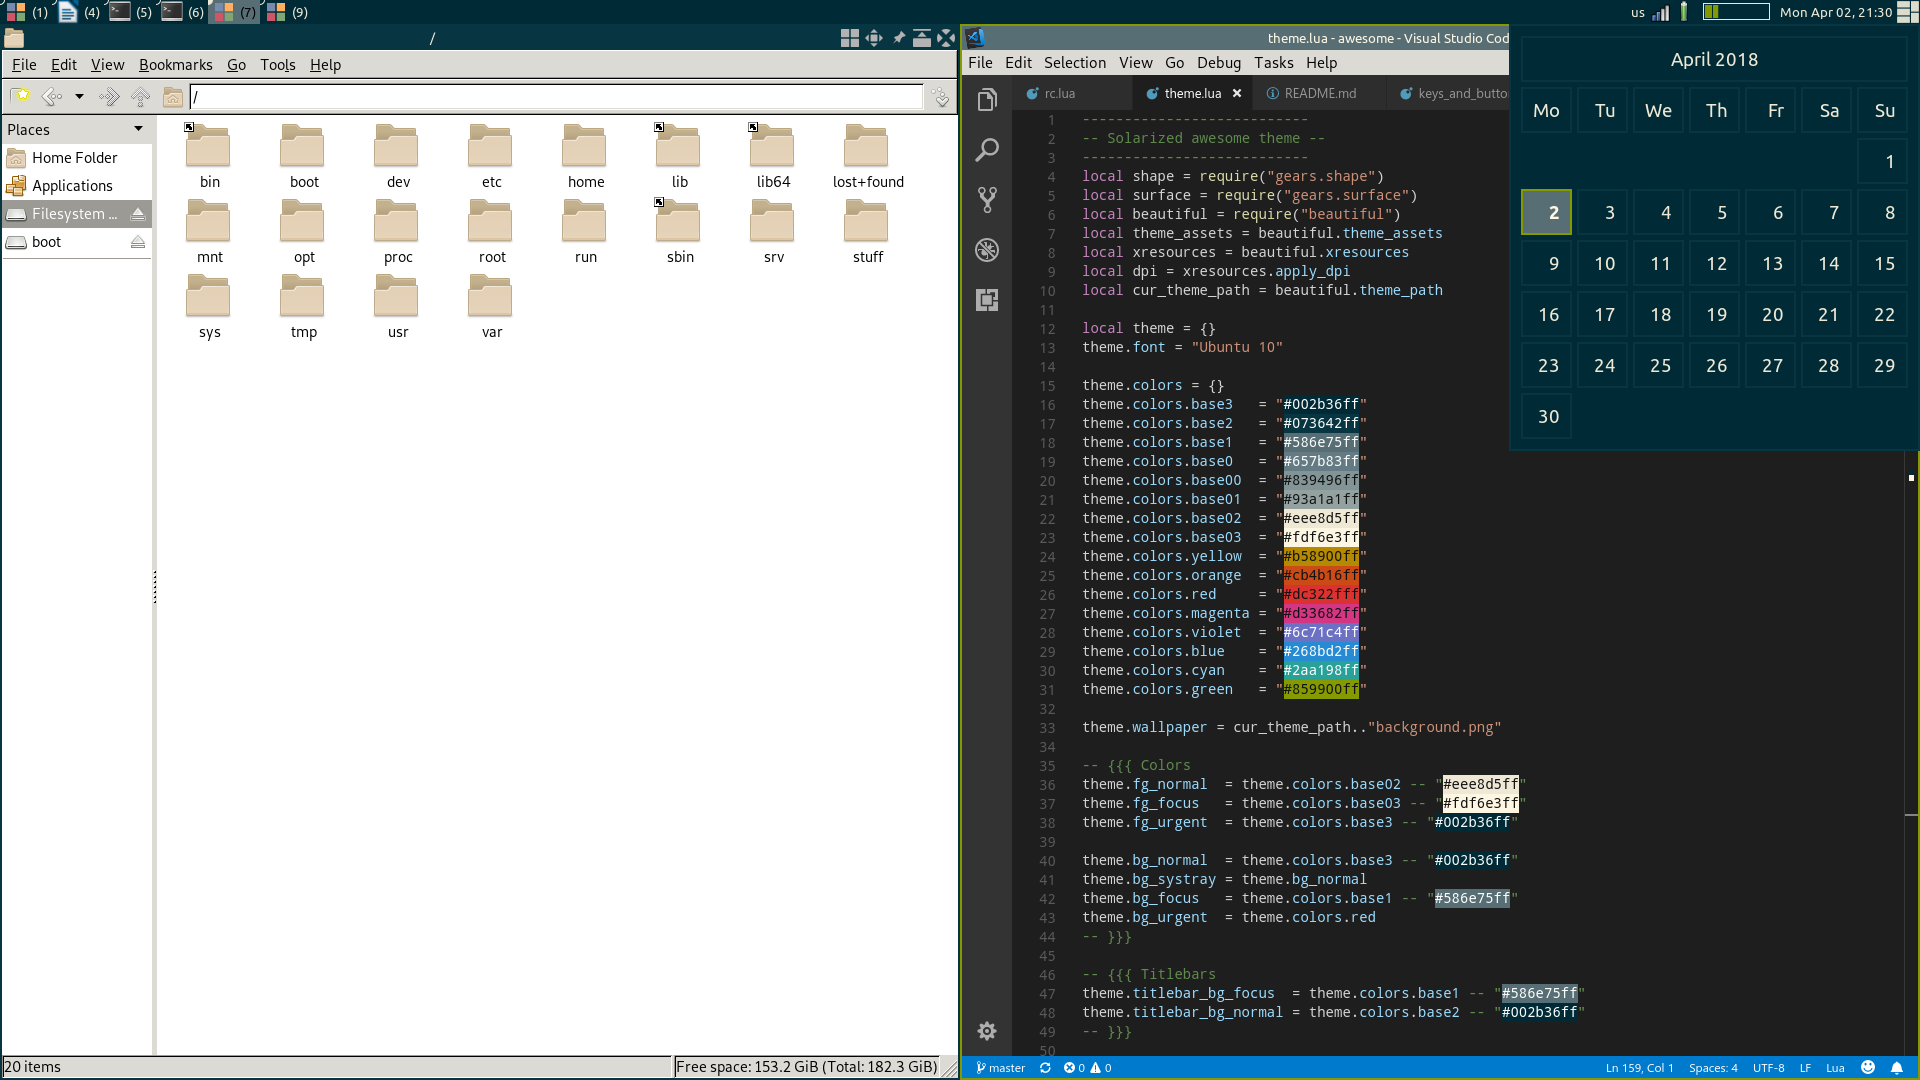 (1) (4) (5) (6) (7) (9) us Mon Apr 02, 21:30
/
File Edit View Bookmarks Go Tools Help
/
Places
Home Folder
Applications
Filesystem ...
boot
bin boot dev etc home lib lib64 lost+found
mnt opt proc root run sbin srv stuff
sys tmp usr var
20 items
Free space: 153.2 GiB (Total: 182.3 GiB)
theme.lua - awesome - Visual Studio Cod
File Edit Selection View Go Debug Tasks Help
rc.lua theme.lua README.md keys_and_butto
1 ---------------------------
2 -- Solarized awesome theme --
3 ---------------------------
4 local shape = require("gears.shape")
5 local surface = require("gears.surface")
6 local beautiful = require("beautiful")
7 local theme_assets = beautiful.theme_assets
8 local xresources = beautiful.xresources
9 local dpi = xresources.apply_dpi
10 local cur_theme_path = beautiful.theme_path
11
12 local theme = {}
13 theme.font = "Ubuntu 10"
14
15 theme.colors = {}
16 theme.colors.base3   = "#002b36ff"
17 theme.colors.base2   = "#073642ff"
18 theme.colors.base1   = "#586e75ff"
19 theme.colors.base0   = "#657b83ff"
20 theme.colors.base00  = "#839496ff"
21 theme.colors.base01  = "#93a1a1ff"
22 theme.colors.base02  = "#eee8d5ff"
23 theme.colors.base03  = "#fdf6e3ff"
24 theme.colors.yellow  = "#b58900ff"
25 theme.colors.orange  = "#cb4b16ff"
26 theme.colors.red     = "#dc322fff"
27 theme.colors.magenta = "#d33682ff"
28 theme.colors.violet  = "#6c71c4ff"
29 theme.colors.blue    = "#268bd2ff"
30 theme.colors.cyan    = "#2aa198ff"
31 theme.colors.green   = "#859900ff"
32
33 theme.wallpaper = cur_theme_path.."background.png"
34
35 -- {{{ Colors
36 theme.fg_normal  = theme.colors.base02 -- "#eee8d5ff"
37 theme.fg_focus   = theme.colors.base03 -- "#fdf6e3ff"
38 theme.fg_urgent  = theme.colors.base3 -- "#002b36ff"
39
40 theme.bg_normal  = theme.colors.base3 -- "#002b36ff"
41 theme.bg_systray = theme.bg_normal
42 theme.bg_focus   = theme.colors.base1 -- "#586e75ff"
43 theme.bg_urgent  = theme.colors.red
44 -- }}}
45
46 -- {{{ Titlebars
47 theme.titlebar_bg_focus  = theme.colors.base1 -- "#586e75ff"
48 theme.titlebar_bg_normal = theme.colors.base2 -- "#002b36ff"
49 -- }}}
50
master 0 0 Ln 159, Col 1 Spaces: 4 UTF-8 LF Lua
April 2018
Mo Tu We Th Fr Sa Su
1
2 3 4 5 6 7 8
9 10 11 12 13 14 15
16 17 18 19 20 21 22
23 24 25 26 27 28 29
30